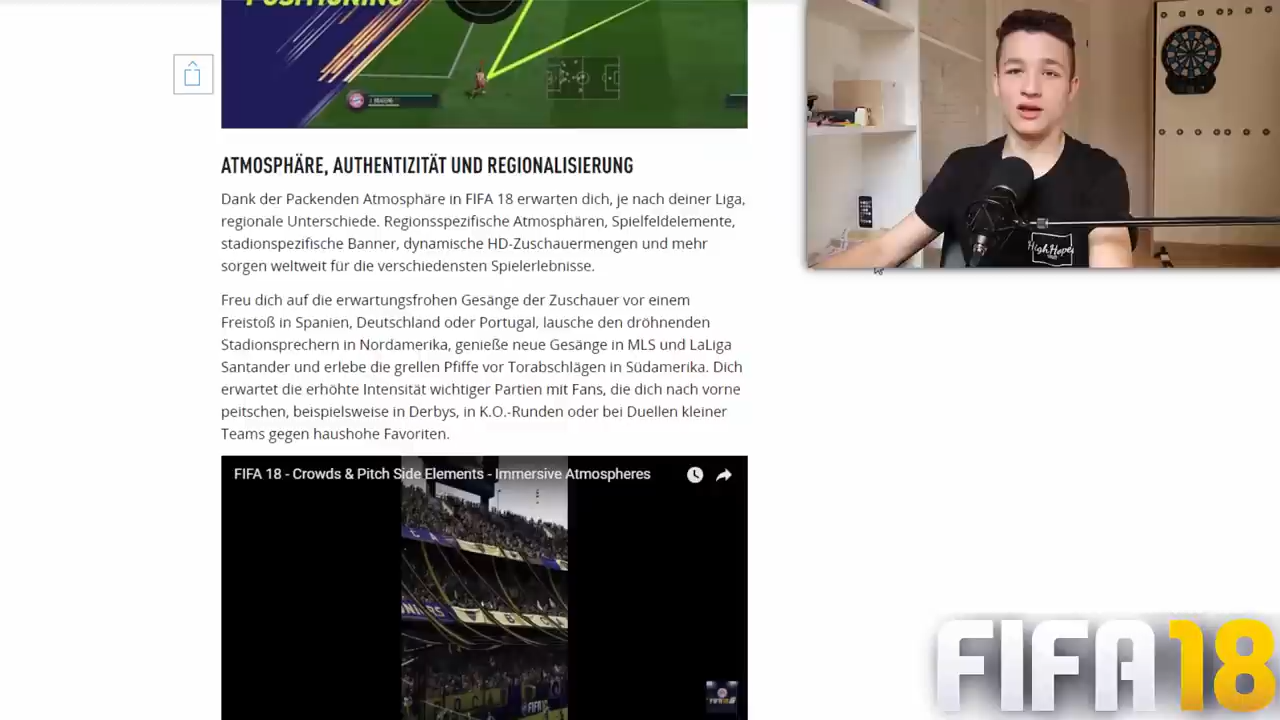 POSITIONING
ATMOSPHÄRE, AUTHENTIZITÄT UND REGIONALISIERUNG
Dank der Packenden Atmosphäre in FIFA 18 erwarten dich, je nach deiner Liga,
regionale Unterschiede. Regionsspezifische Atmosphären, Spielfeldelemente,
stadionspezifische Banner, dynamische HD-Zuschauermengen und mehr
sorgen weltweit für die verschiedensten Spielerlebnisse.
Freu dich auf die erwartungsfrohen Gesänge der Zuschauer vor einem
Freistoß in Spanien, Deutschland oder Portugal, lausche den dröhnenden
Stadionsprechern in Nordamerika, genieße neue Gesänge in MLS und LaLiga
Santander und erlebe die grellen Pfiffe vor Torabschlägen in Südamerika. Dich
erwartet die erhöhte Intensität wichtiger Partien mit Fans, die dich nach vorne
peitschen, beispielsweise in Derbys, in K.O.-Runden oder bei Duellen kleiner
Teams gegen haushohe Favoriten.
FIFA 18 - Crowds & Pitch Side Elements - Immersive Atmospheres
High Hopes
FIFA 18